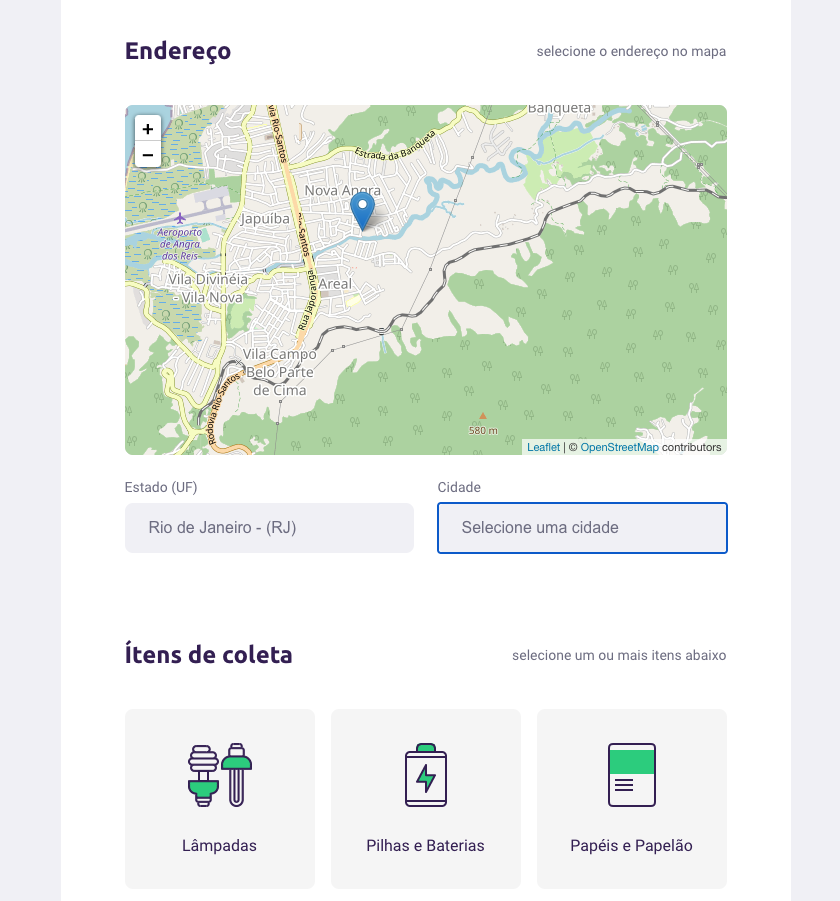 Endereço
selecione o endereço no mapa
+
−
Banqueta
Via Rio-Santos
Estrada da Banqueta
8
Nova Angra
Japuíba
Rio-Santos
Aeroporto
de Angra
dos Reis
Vila Divinéia
- Vila Nova
Areal
Rua Japoranga
Vila Campo
Belo Parte
de Cima
Rodovia Rio-Santos
580 m
Leaflet | © OpenStreetMap contributors
Estado (UF)
Cidade
Rio de Janeiro - (RJ)
Selecione uma cidade
Ítens de coleta
selecione um ou mais itens abaixo
Lâmpadas
Pilhas e Baterias
Papéis e Papelão